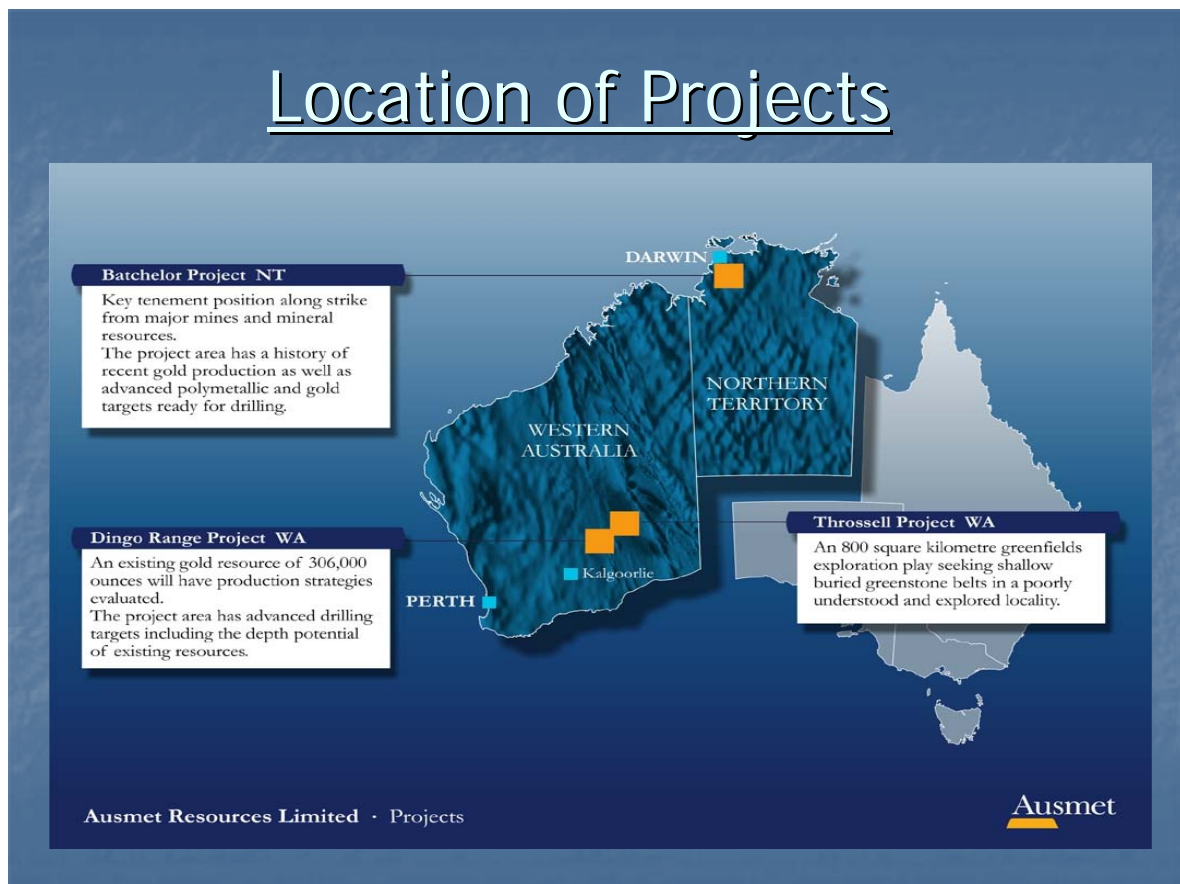 Location of Projects
DARWIN
Batchelor Project NT
Key tenement position along strike
from major mines and mineral
resources.
The project area has a history of
recent gold production as well as
advanced polymetallic and gold
targets ready for drilling.
NORTHERN
TERRITORY
WESTERN
AUSTRALIA
Throssell Project WA
An 800 square kilometre greenfields
exploration play seeking shallow
buried greenstone belts in a poorly
understood and explored locality.
Dingo Range Project WA
An existing gold resource of 306,000
ounces will have production strategies
evaluated.
The project area has advanced drilling
targets including the depth potential
of existing resources.
Kalgoorlie
PERTH
Ausmet Resources Limited · Projects
Ausmet